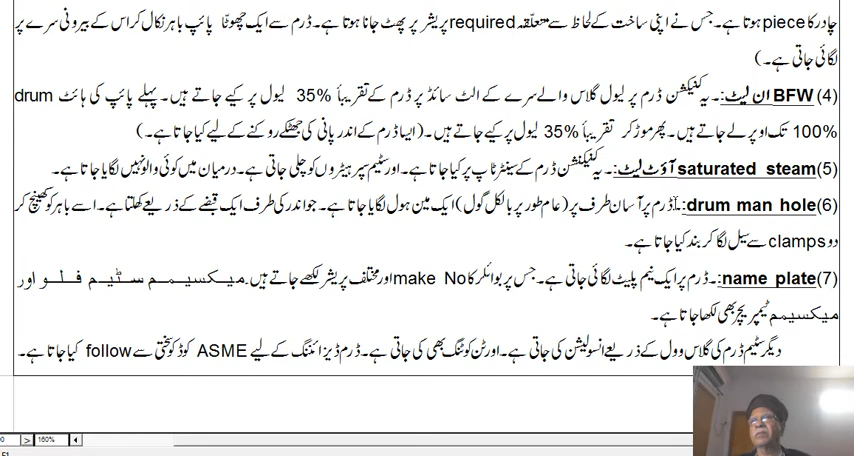 چادر کا piece ہوتا ہے۔ جس نے اپنی ساخت کے لحاظ سے متعلّقہ required پریشر پر پھٹ جانا ہوتا ہے۔ ڈرم سے ایک چھوٹا پائپ باہر نکال کر اس کے بیرونی سرے پر
لگائی جاتی ہے۔)
(4) BFW ان لیٹ:۔ یہ کنیکشن ڈرم پر لیول گلاس والے سرے کے الٹ سائڈ پر ڈرم کے تقریباً 35% لیول پر کیے جاتے ہیں۔ پہلے پائپ کی ہائٹ drum
100% تک اوپر لے جاتے ہیں۔ پھر موڑ کر تقریباً 35% لیول پر کیے جاتے ہیں۔ (ایسا ڈرم کے اندر پانی کی جھٹکے روکنے کے لیے کیا جاتا ہے۔)
(5) saturated steam آؤٹ لیٹ:۔ یہ کنیکشن ڈرم کے سینٹر ٹاپ پر کیا جاتا ہے۔ اور سٹیم سپر ہیٹروں کو چلی جاتی ہے۔ درمیان میں کوئی والو نہیں لگایا جاتا ہے۔
(6) drum man hole:۔ ڈرم پر آسان طرف پر (عام طور پر بالکل گول) ایک مین ہول لگایا جاتا ہے۔ جو اندر کی طرف ایک قبضے کے ذریعے کھلتا ہے۔ اسے باہر کو کھینچ کر
دو clamps سے سیل لگا کر بند کیا جاتا ہے۔
(7) name plate:۔ ڈرم پر ایک نیم پلیٹ لگائی جاتی ہے۔ جس پر بوائلر کا make No اور مختلف پریشر لکھے جاتے ہیں۔ میکسیمم سٹیم فلو اور
میکسیمم ٹمپریچر بھی لکھا جاتا ہے۔
دیگر سٹیم ڈرم کی گلاس وول کے ذریعے انسولیشن کی جاتی ہے۔ اور ٹن کوٹنگ بھی کی جاتی ہے۔ ڈرم ڈیزائننگ کے لیے ASME کوڈ کو سختی سے follow کیا جاتا ہے۔
160%